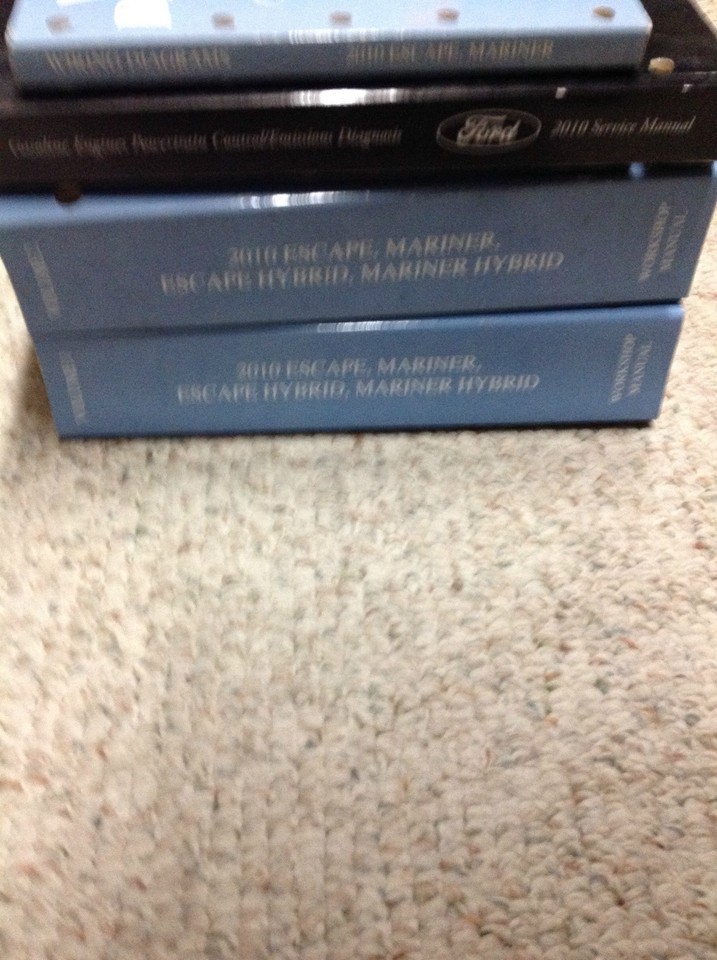 WIRING DIAGRAMS 2010 ESCAPE, MARINER
Gasoline Engines Powertrain Control/Emissions Diagnosis Ford 2010 Service Manual
2010 ESCAPE, MARINER,
ESCAPE HYBRID, MARINER HYBRID
WORKSHOP
MANUAL
2010 ESCAPE, MARINER,
ESCAPE HYBRID, MARINER HYBRID
WORKSHOP
MANUAL